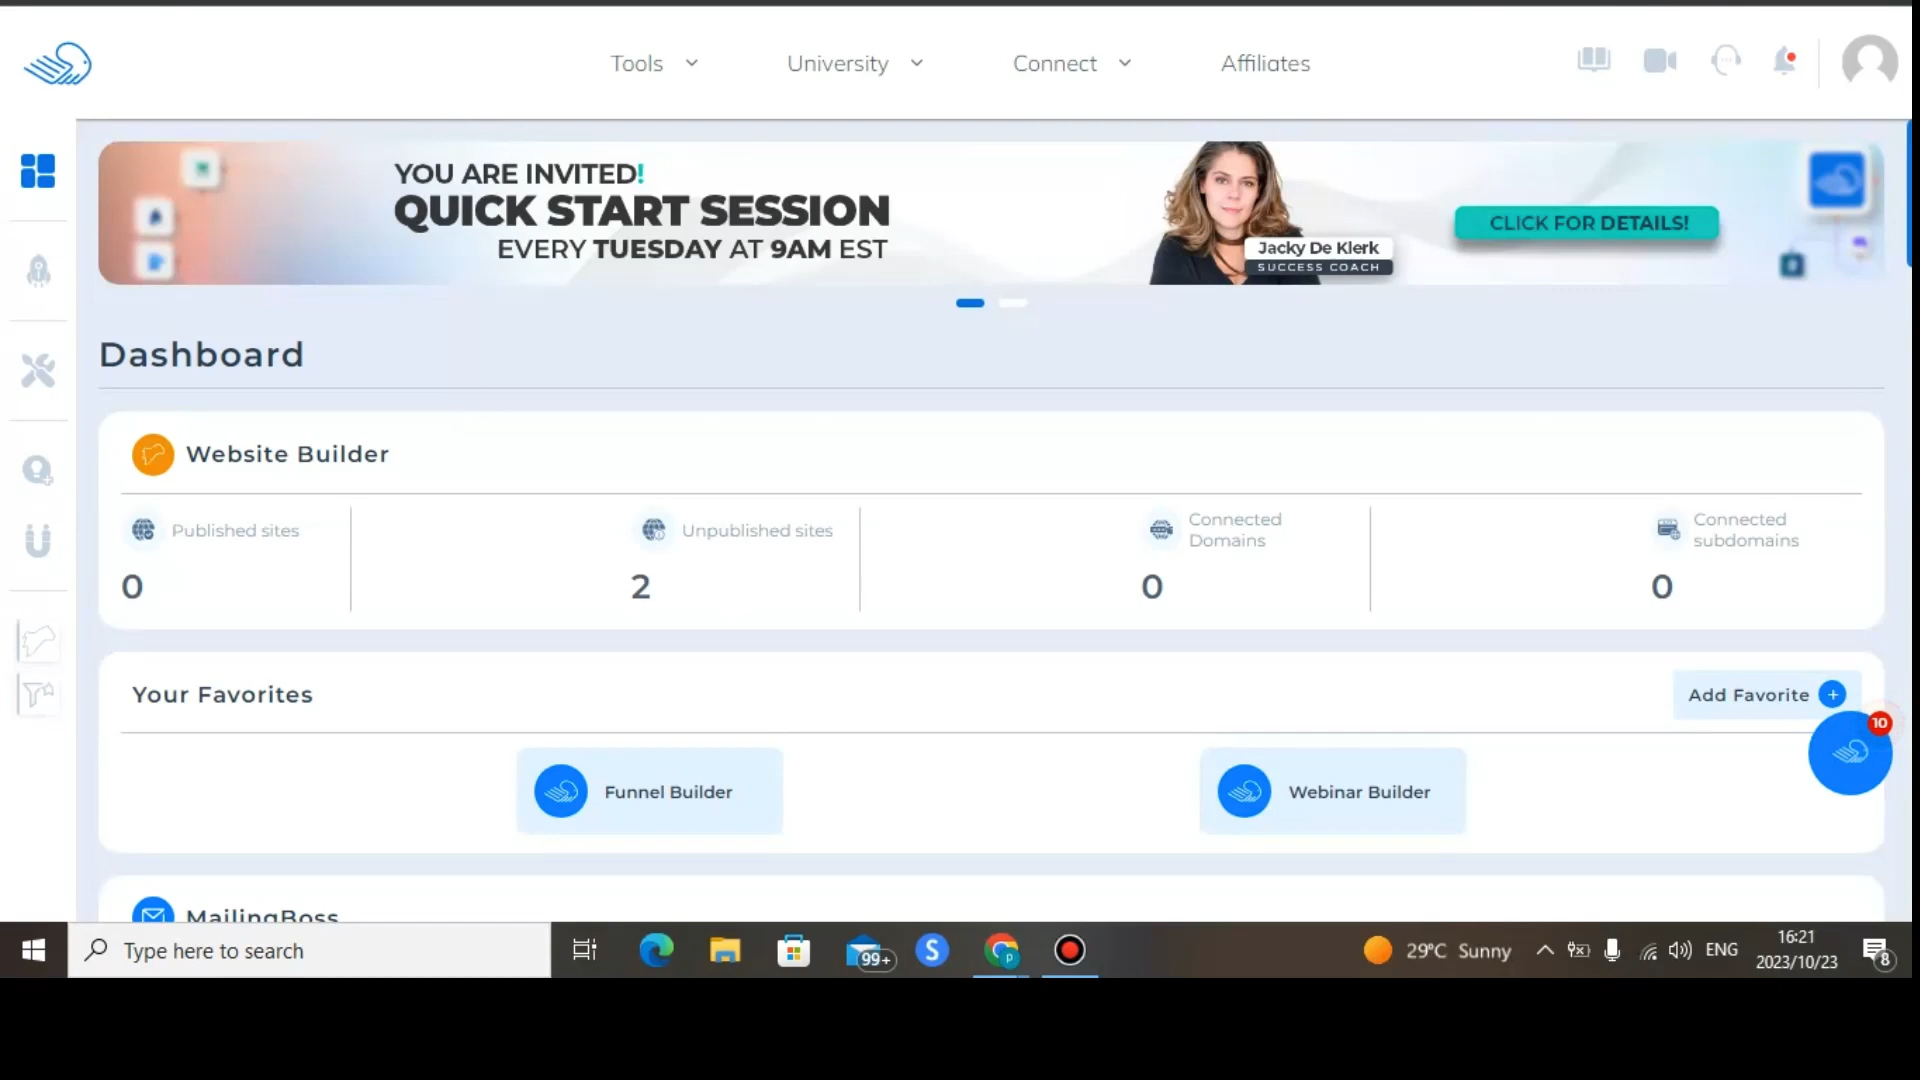 Tools
University
Connect
Affiliates
YOU ARE INVITED!
QUICK START SESSION
EVERY TUESDAY AT 9AM EST
Jacky De Klerk
SUCCESS COACH
CLICK FOR DETAILS!
Dashboard
Website Builder
Published sites
0
Unpublished sites
2
Connected
Domains
0
Connected
subdomains
0
Your Favorites
Add Favorite +
10
Funnel Builder
Webinar Builder
MailingBoss
Type here to search
99+
S
p
29°C Sunny
ENG
16:21
2023/10/23
8